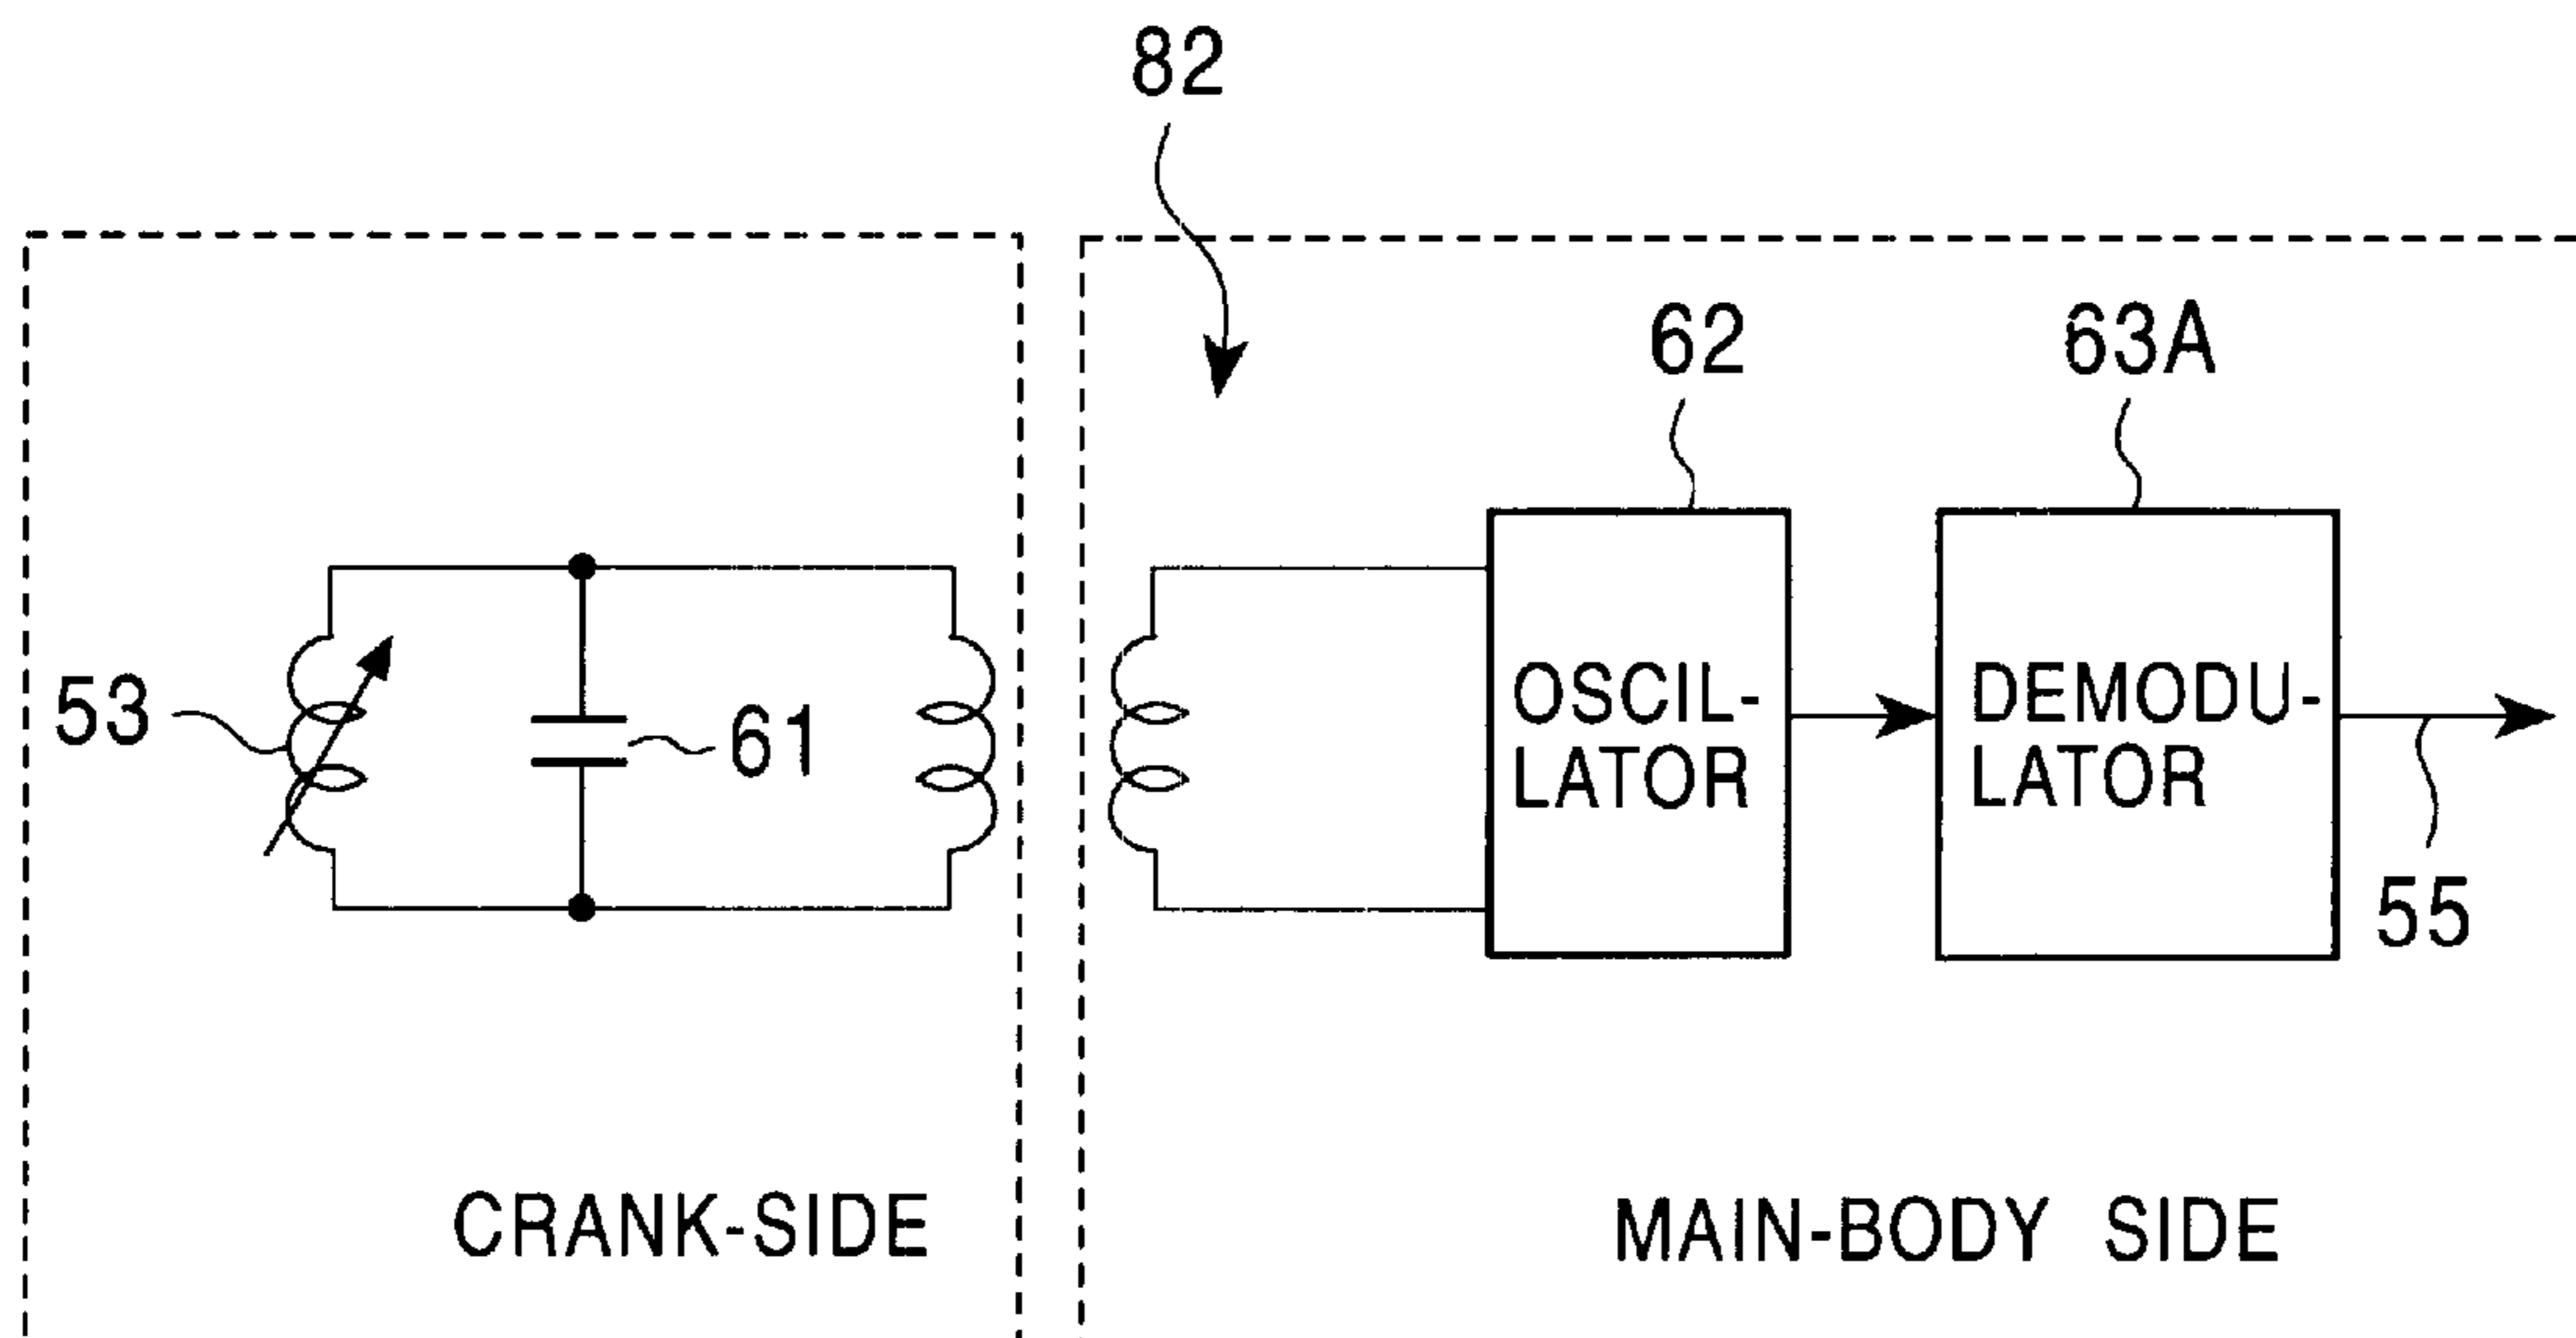 82
62
63A
53
61
OSCIL-
LATOR
DEMODU-
LATOR
55
CRANK-SIDE
MAIN-BODY SIDE